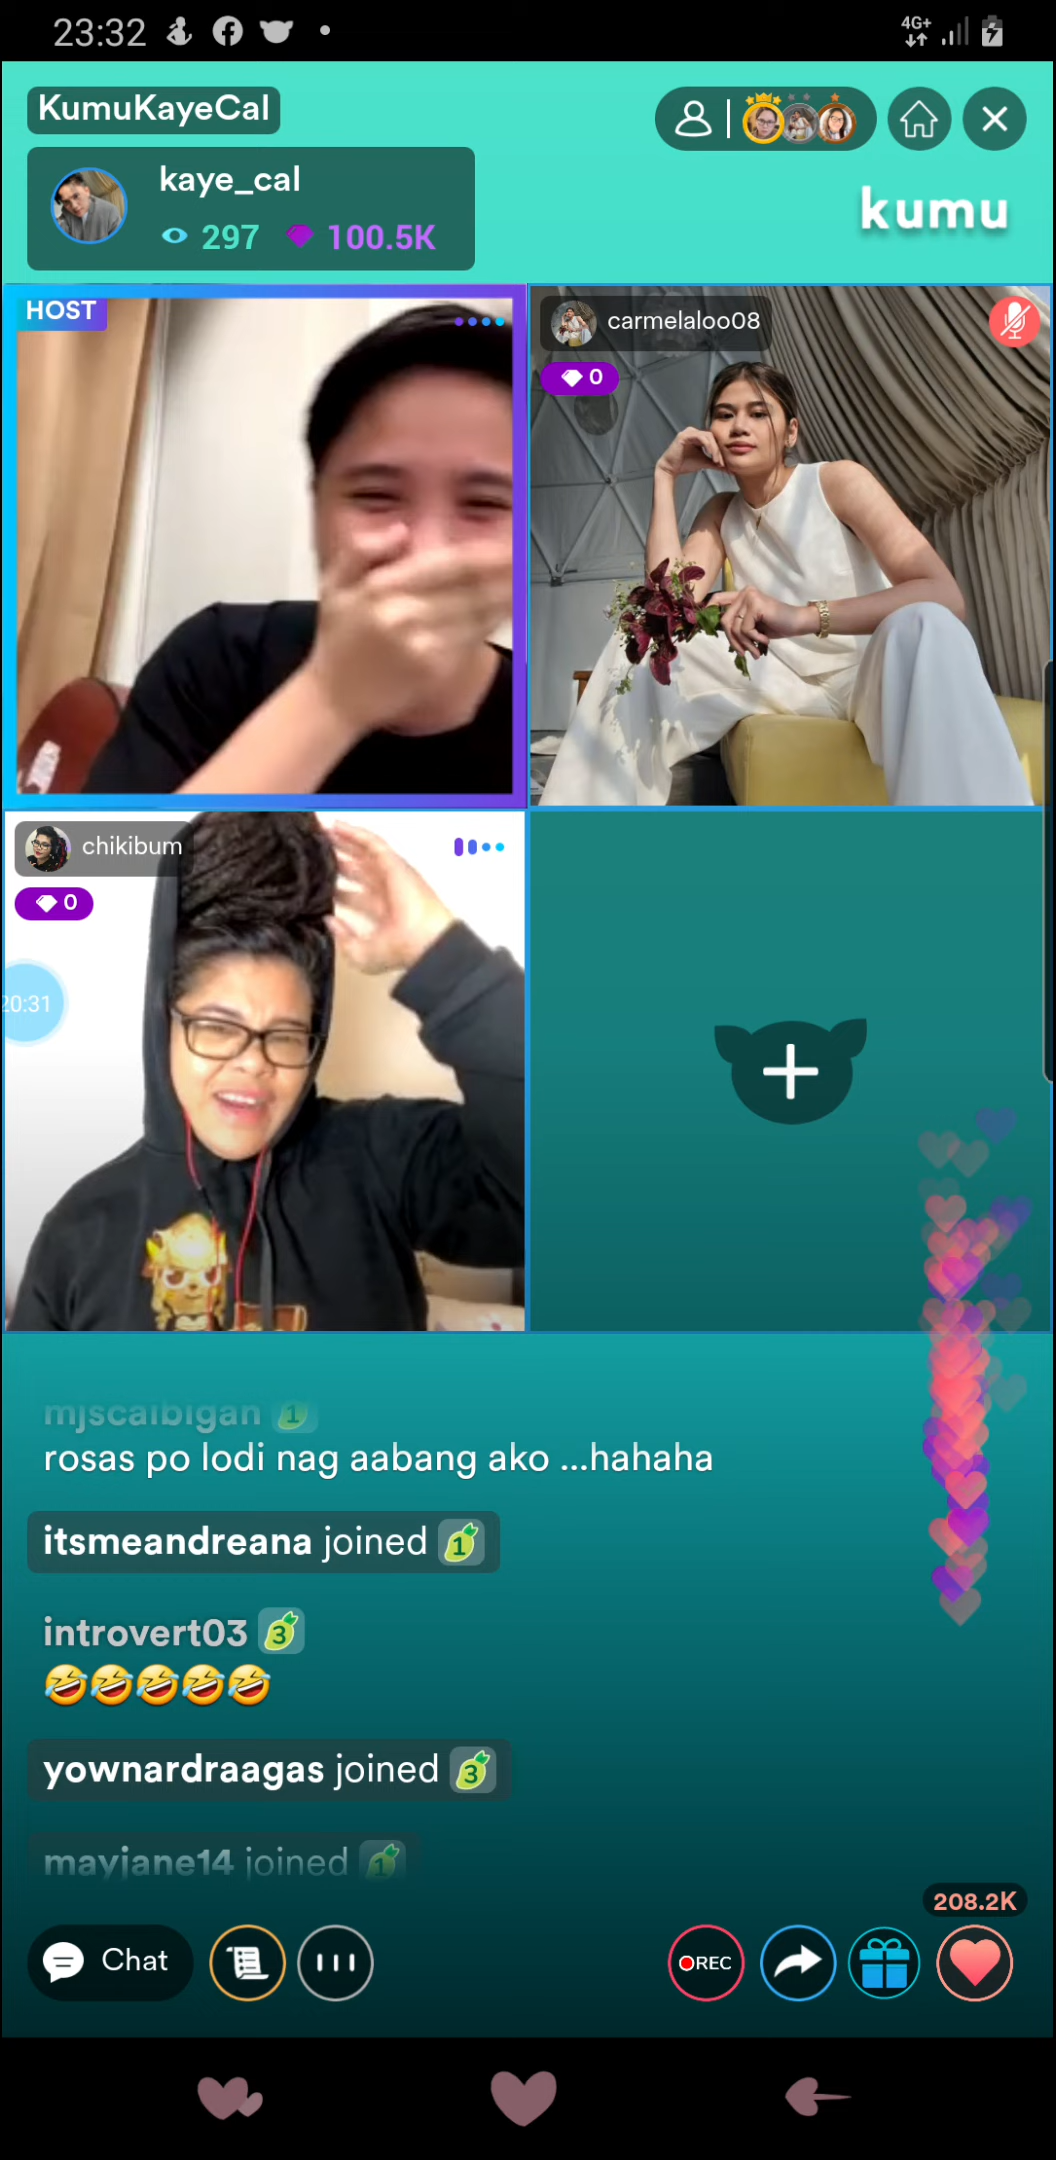 23:32
4G+
KumuKayeCal
kaye_cal
297 100.5K
kumu
HOST
carmelaloo08
0
chikibum
0
20:31
mjscalbigan 1
rosas po lodi nag aabang ako ...hahaha
itsmeandreana joined 1
introvert03 3
🤣🤣🤣🤣🤣
yownardraagas joined 3
mayjane14 joined 1
208.2K
Chat
REC